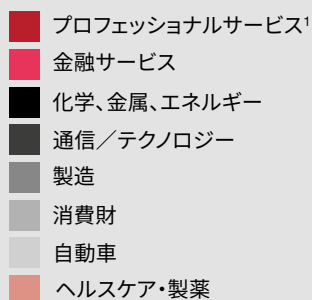 プロフェッショナルサービス¹
金融サービス
化学、金属、エネルギー
通信／テクノロジー
製造
消費財
自動車
ヘルスケア・製薬